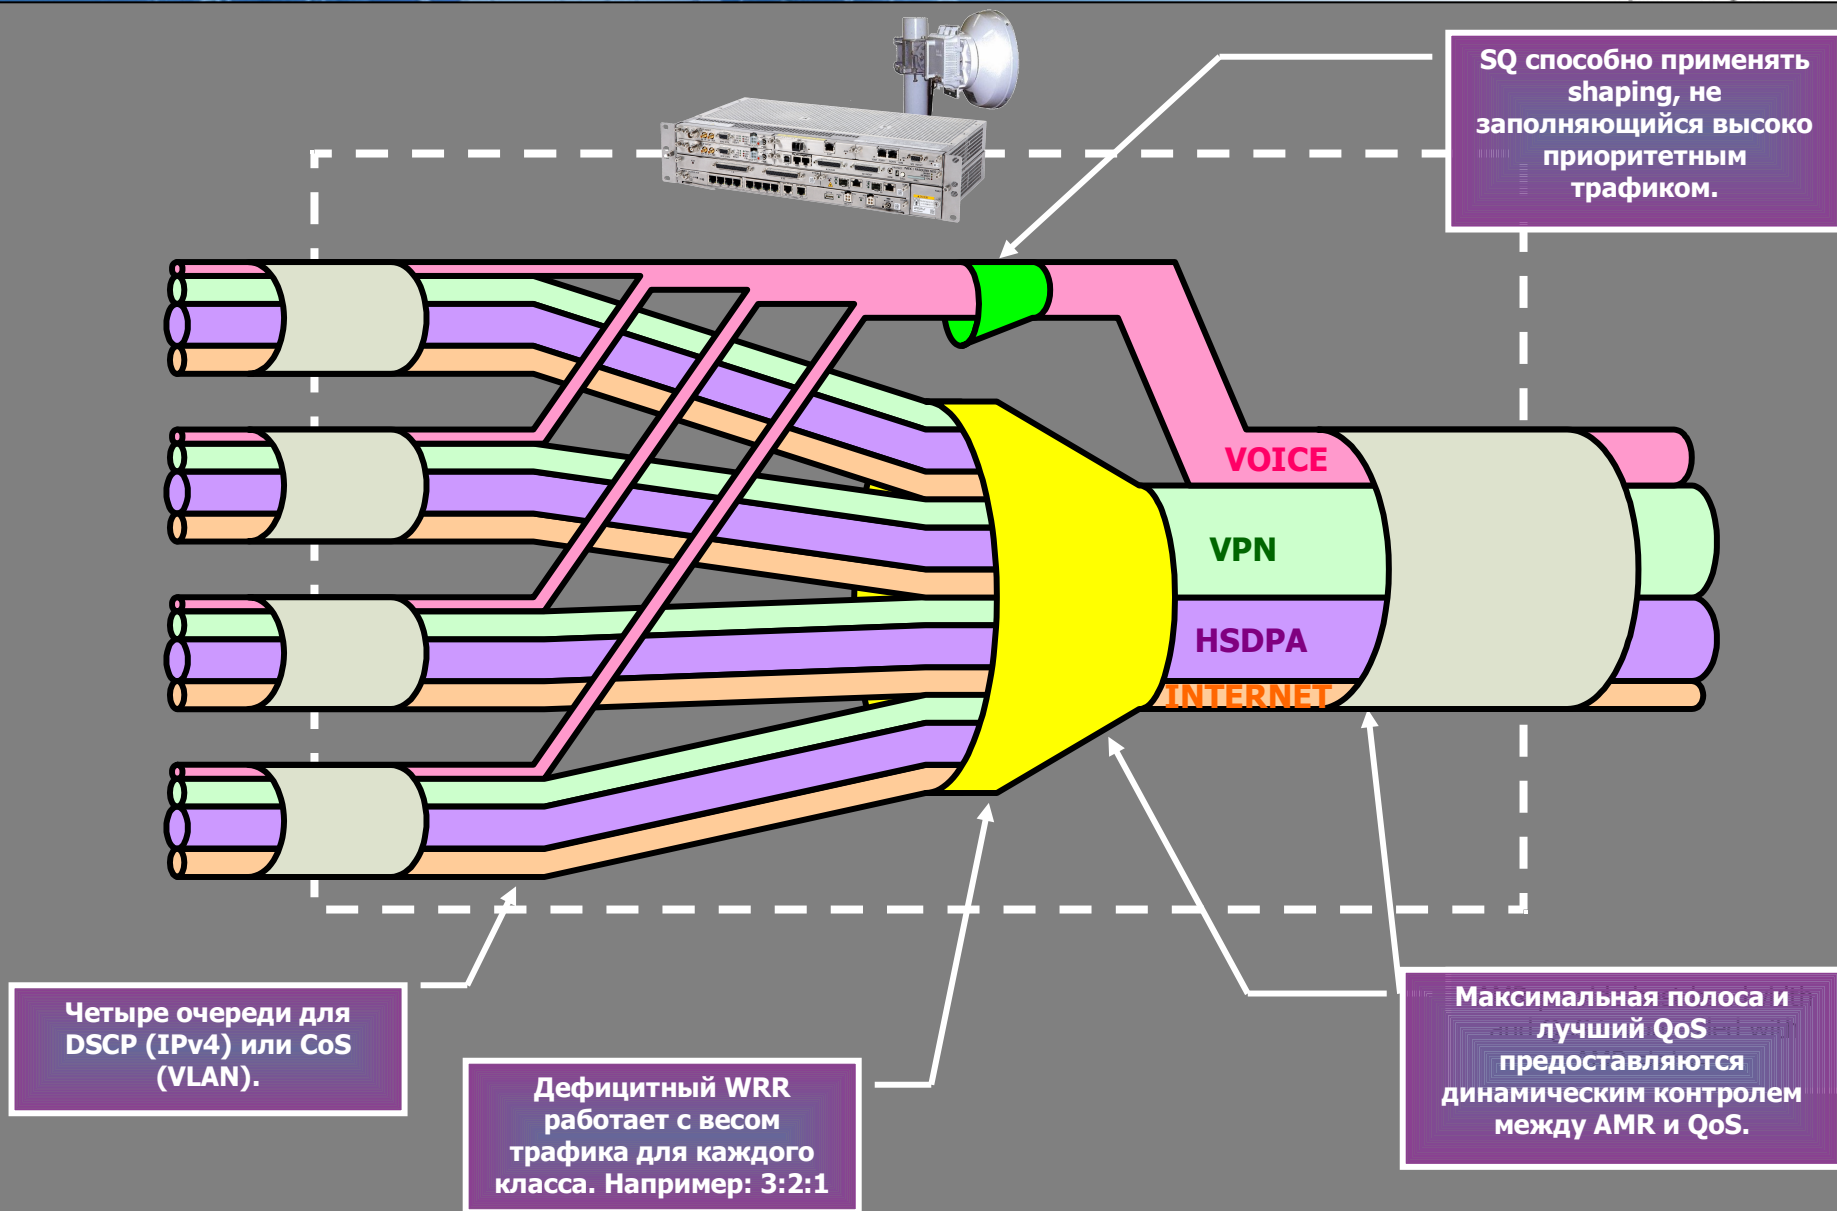 SQ способно применять
shaping, не
заполняющийся высоко
приоритетным
трафиком.
VOICE
VPN
HSDPA
INTERNET
Четыре очереди для
DSCP (IPv4) или CoS
(VLAN).
Дефицитный WRR
работает с весом
трафика для каждого
класса. Например: 3:2:1
Максимальная полоса и
лучший QoS
предоставляются
динамическим контролем
между AMR и QoS.